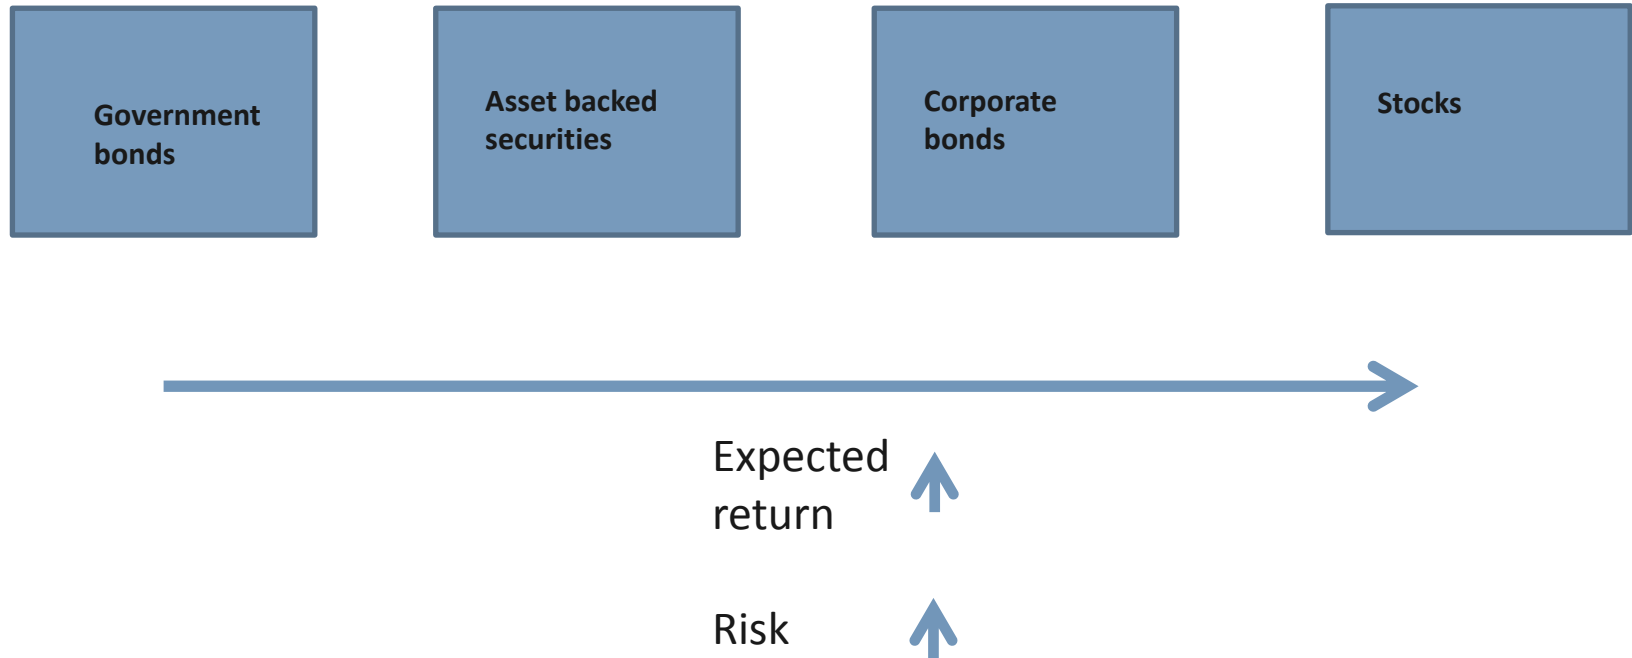 Government
bonds
Asset backed
securities
Corporate
bonds
Stocks
Expected
return
Risk